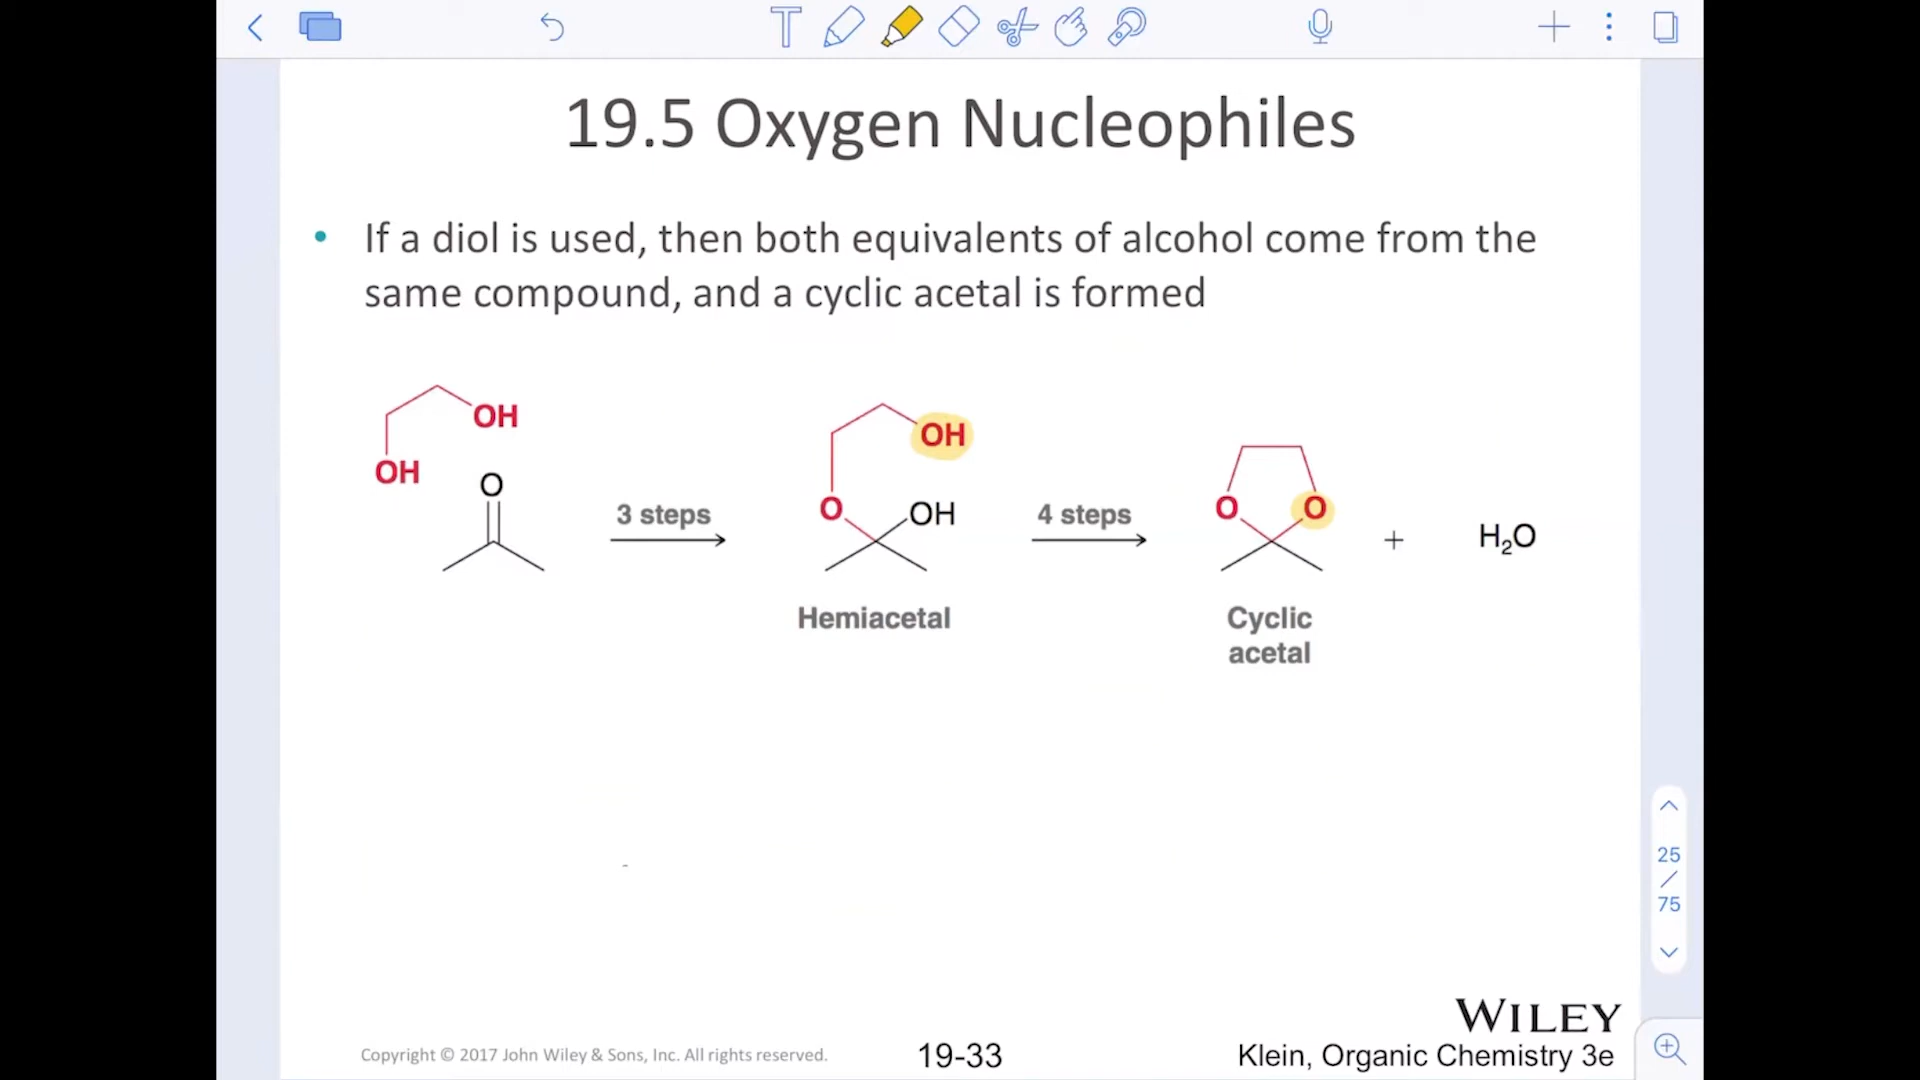 19.5 Oxygen Nucleophiles
• If a diol is used, then both equivalents of alcohol come from the
same compound, and a cyclic acetal is formed
OH
OH
O
3 steps
OH
O
OH
Hemiacetal
4 steps
O
O
Cyclic
acetal
+
H₂O
25
/
75
WILEY
Copyright © 2017 John Wiley & Sons, Inc. All rights reserved.
19-33
Klein, Organic Chemistry 3e